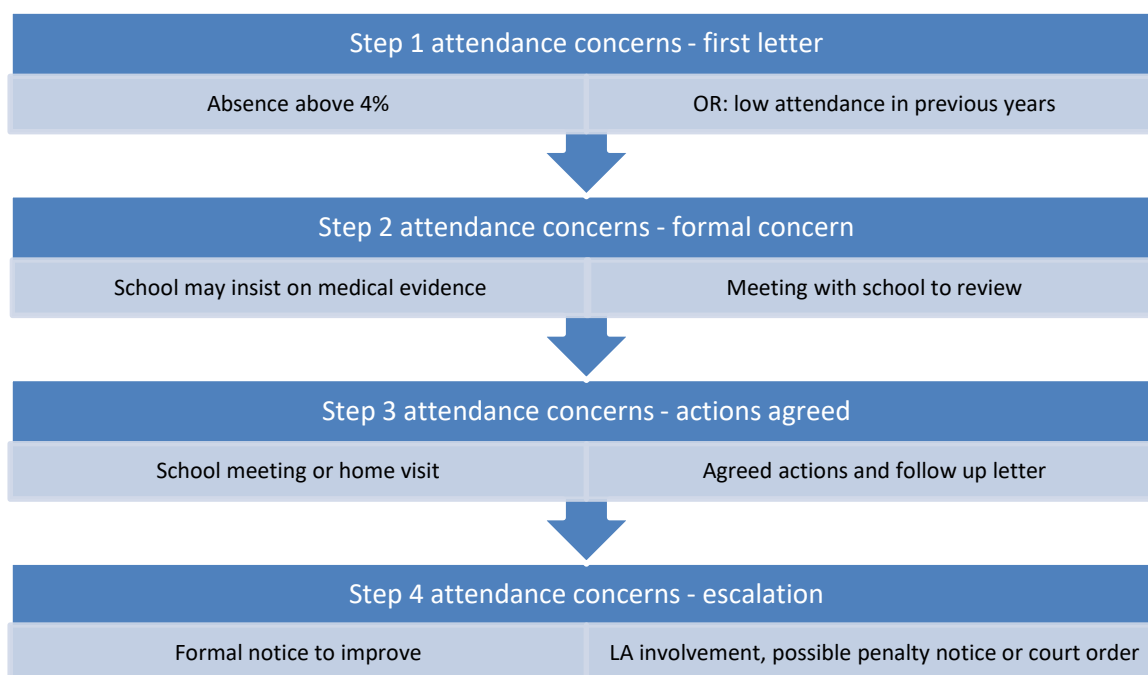 Step 1 attendance concerns - first letter
Absence above 4%
OR: low attendance in previous years
Step 2 attendance concerns - formal concern
School may insist on medical evidence
Meeting with school to review
Step 3 attendance concerns - actions agreed
School meeting or home visit
Agreed actions and follow up letter
Step 4 attendance concerns - escalation
Formal notice to improve
LA involvement, possible penalty notice or court order